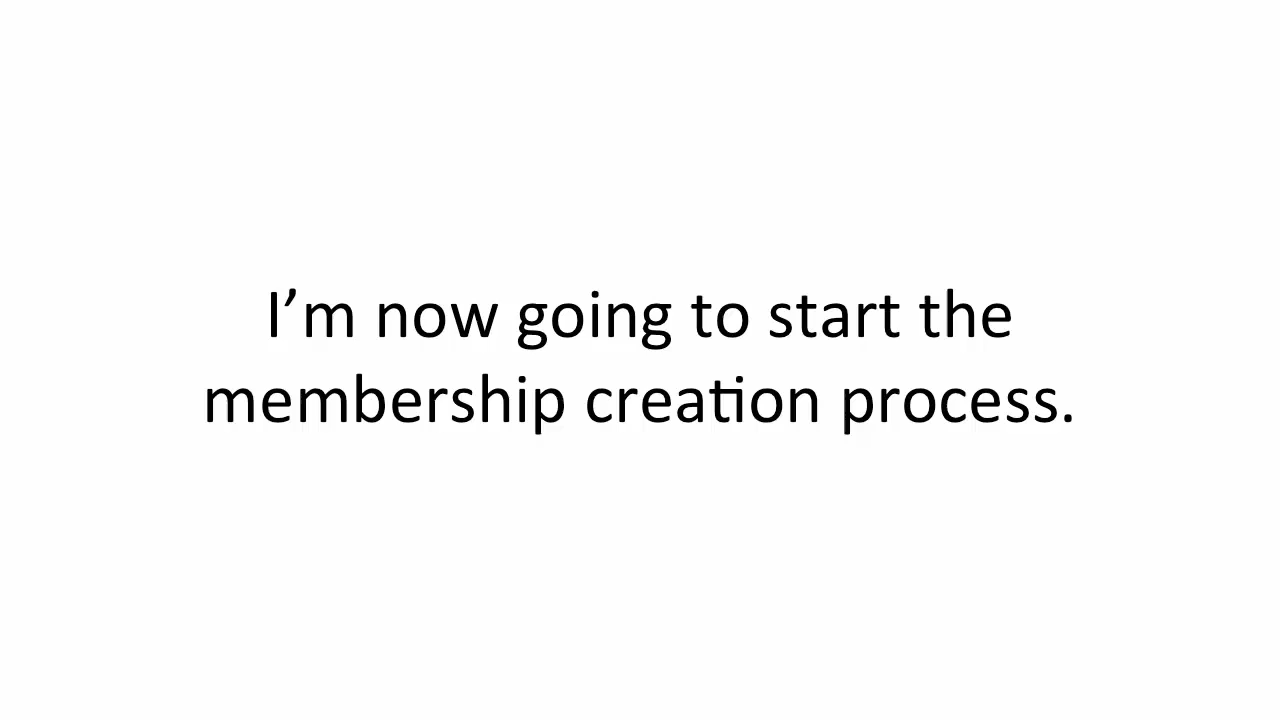 I’m now going to start the
membership creation process.